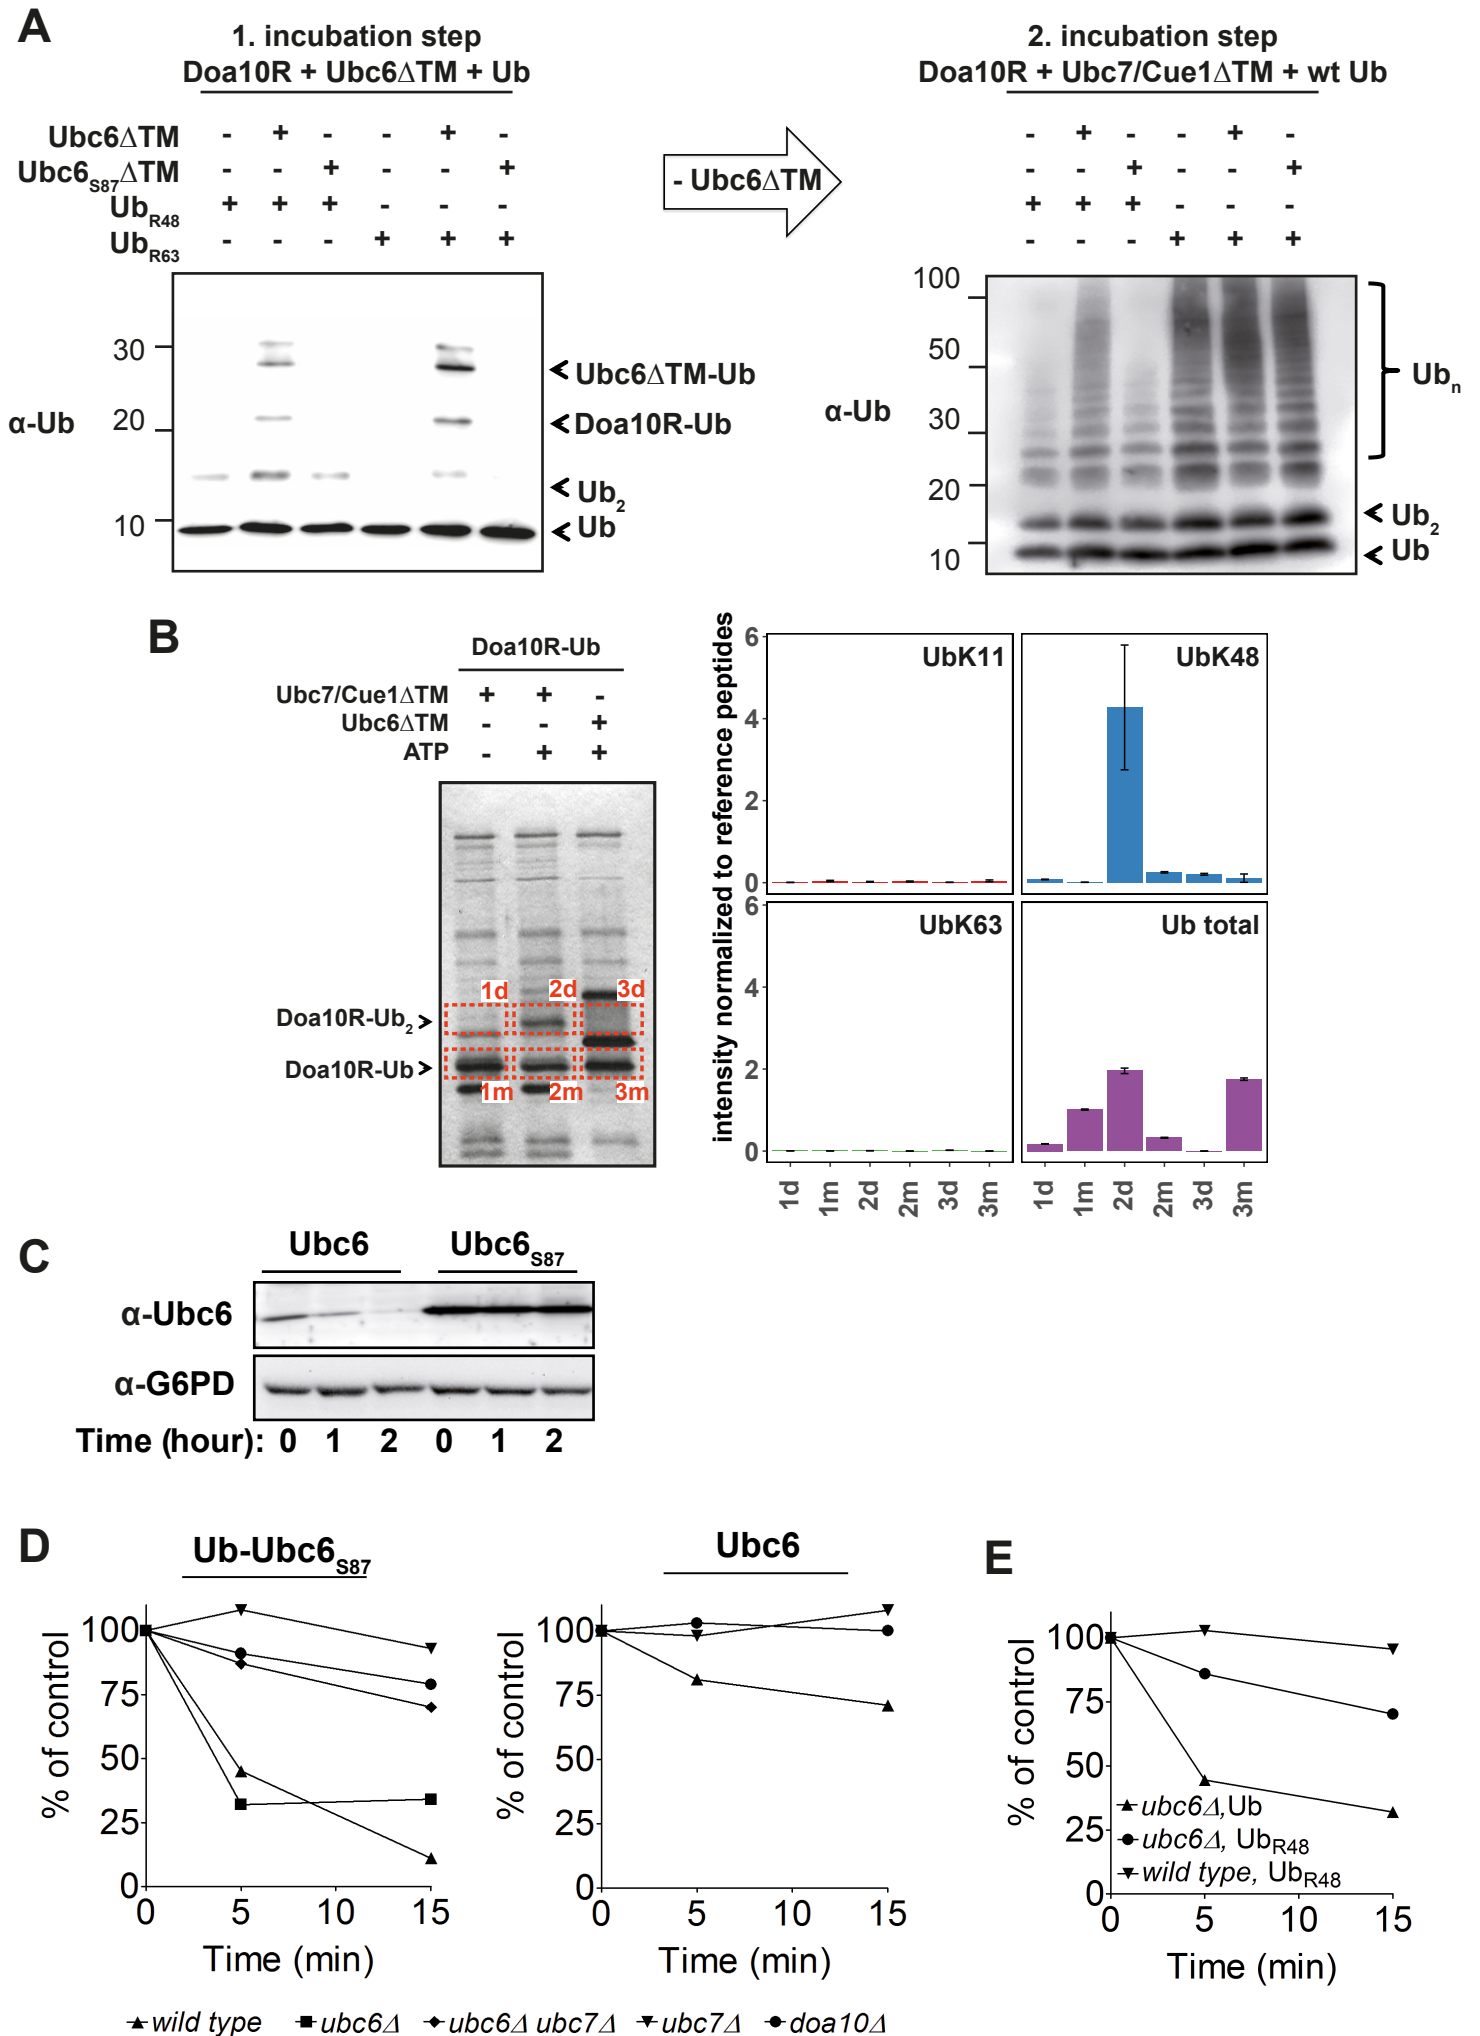 A
1. incubation step
Doa10R + Ubc6ΔTM + Ub
Ubc6ΔTM - + - - + -
Ubc6S87ΔTM - - + - - +
UbR48 + + + - - -
UbR63 - - - + + +
30
20
10
α-Ub
Ubc6ΔTM-Ub
Doa10R-Ub
Ub2
Ub
- Ubc6ΔTM
2. incubation step
Doa10R + Ubc7/Cue1ΔTM + wt Ub
- + - - + -
- - + - - +
+ + + - - -
- - - + + +
100
50
30
20
10
α-Ub
Ubn
Ub2
Ub
B
Doa10R-Ub
Ubc7/Cue1ΔTM + + -
Ubc6ΔTM - - +
ATP - + +
1d 2d 3d
Doa10R-Ub2
Doa10R-Ub
1m 2m 3m
intensity normalized to reference peptides
6
4
2
0
UbK11
UbK48
6
4
2
0
UbK63
Ub total
1d 1m 2d 2m 3d 3m
1d 1m 2d 2m 3d 3m
C
Ubc6 Ubc6S87
α-Ubc6
α-G6PD
Time (hour): 0 1 2 0 1 2
D
Ub-Ubc6S87
% of control
100
75
50
25
0
0 5 10 15
Time (min)
Ubc6
% of control
100
75
50
25
0
0 5 10 15
Time (min)
wild type ubc6Δ ubc6Δ ubc7Δ ubc7Δ doa10Δ
E
% of control
100
75
50
25
0
ubc6Δ,Ub
ubc6Δ, UbR48
wild type, UbR48
0 5 10 15
Time (min)